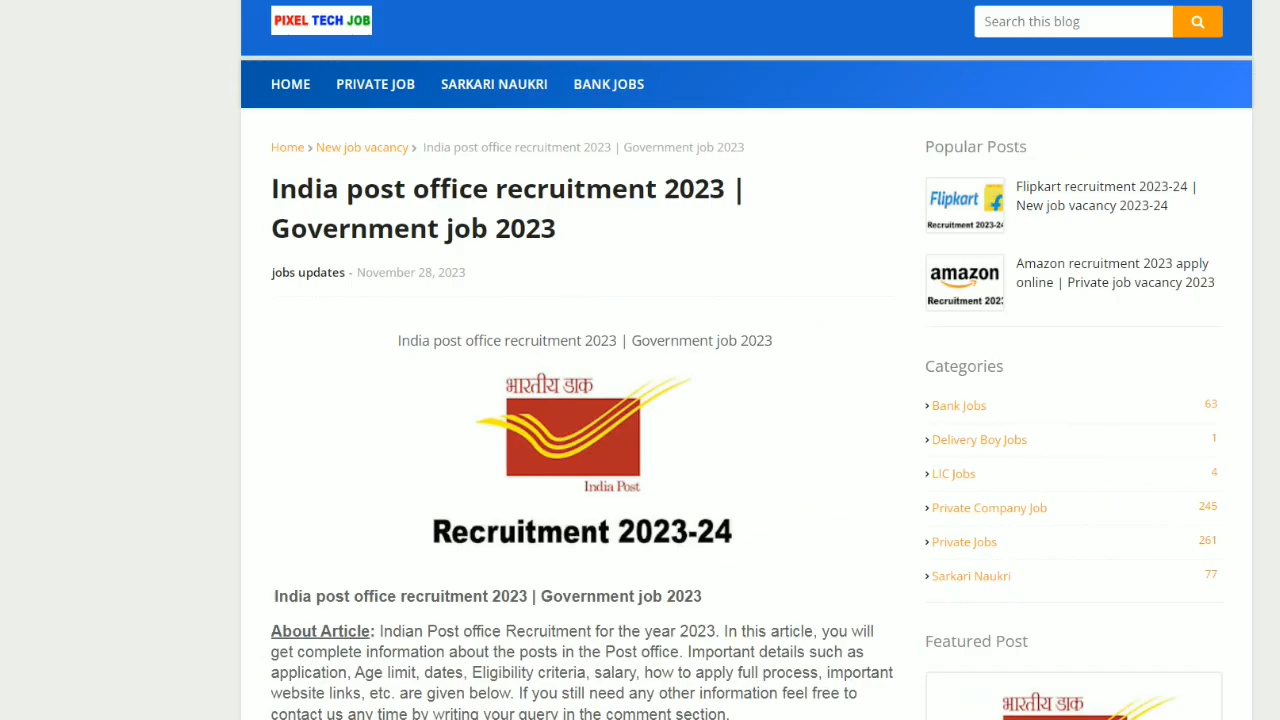 PIXEL TECH JOB
Search this blog
HOME
PRIVATE JOB
SARKARI NAUKRI
BANK JOBS
Home › New job vacancy › India post office recruitment 2023 | Government job 2023
India post office recruitment 2023 |
Government job 2023
jobs updates - November 28, 2023
India post office recruitment 2023 | Government job 2023
भारतीय डाक
India Post
Recruitment 2023-24
India post office recruitment 2023 | Government job 2023
About Article: Indian Post office Recruitment for the year 2023. In this article, you will
get complete information about the posts in the Post office. Important details such as
application, Age limit, dates, Eligibility criteria, salary, how to apply full process, important
website links, etc. are given below. If you still need any other information feel free to
contact us any time by writing your query in the comment section.
Popular Posts
Flipkart
Recruitment 2023-24
Flipkart recruitment 2023-24 |
New job vacancy 2023-24
amazon
Recruitment 202
Amazon recruitment 2023 apply
online | Private job vacancy 2023
Categories
› Bank Jobs 63
› Delivery Boy Jobs 1
› LIC Jobs 4
› Private Company Job 245
› Private Jobs 261
› Sarkari Naukri 77
Featured Post
भारतीय डाक